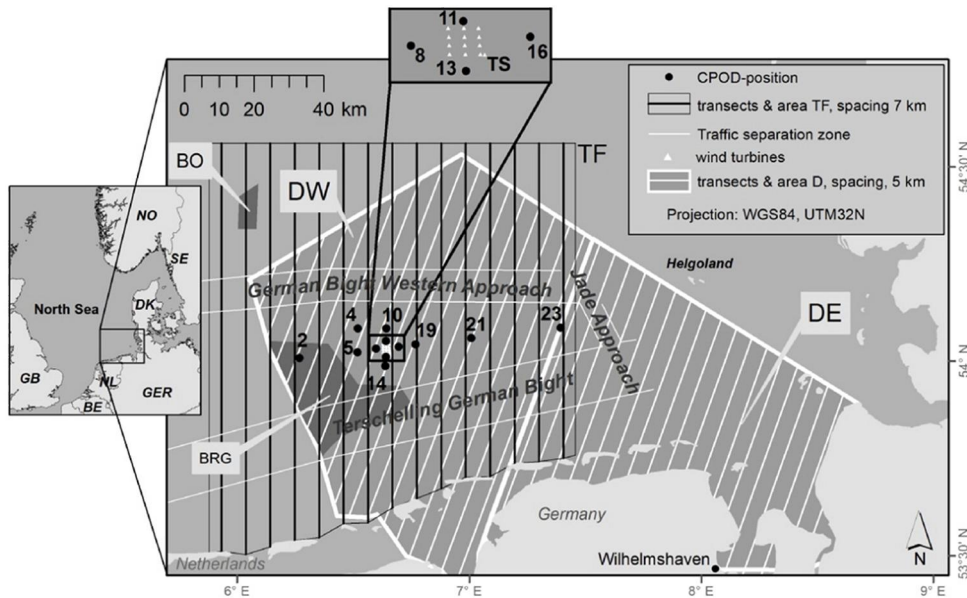 11
8
16
13
TS
0 10 20 40
km
CPOD-position
transects & area TF, spacing 7 km
Traffic separation zone
wind turbines
transects & area D, spacing, 5 km
Projection: WGS84, UTM32N
TF
BO
DW
54°30' N
NO
SE
North Sea
DK
GB
NL
BE
GER
Helgoland
German Bight Western Approach
Jade Approach
DE
4
10
2
5
19
21
23
14
54° N
Terschelling German Bight
BRG
Germany
Netherlands
Wilhelmshaven
N
53°30' N
6° E
7° E
8° E
9° E